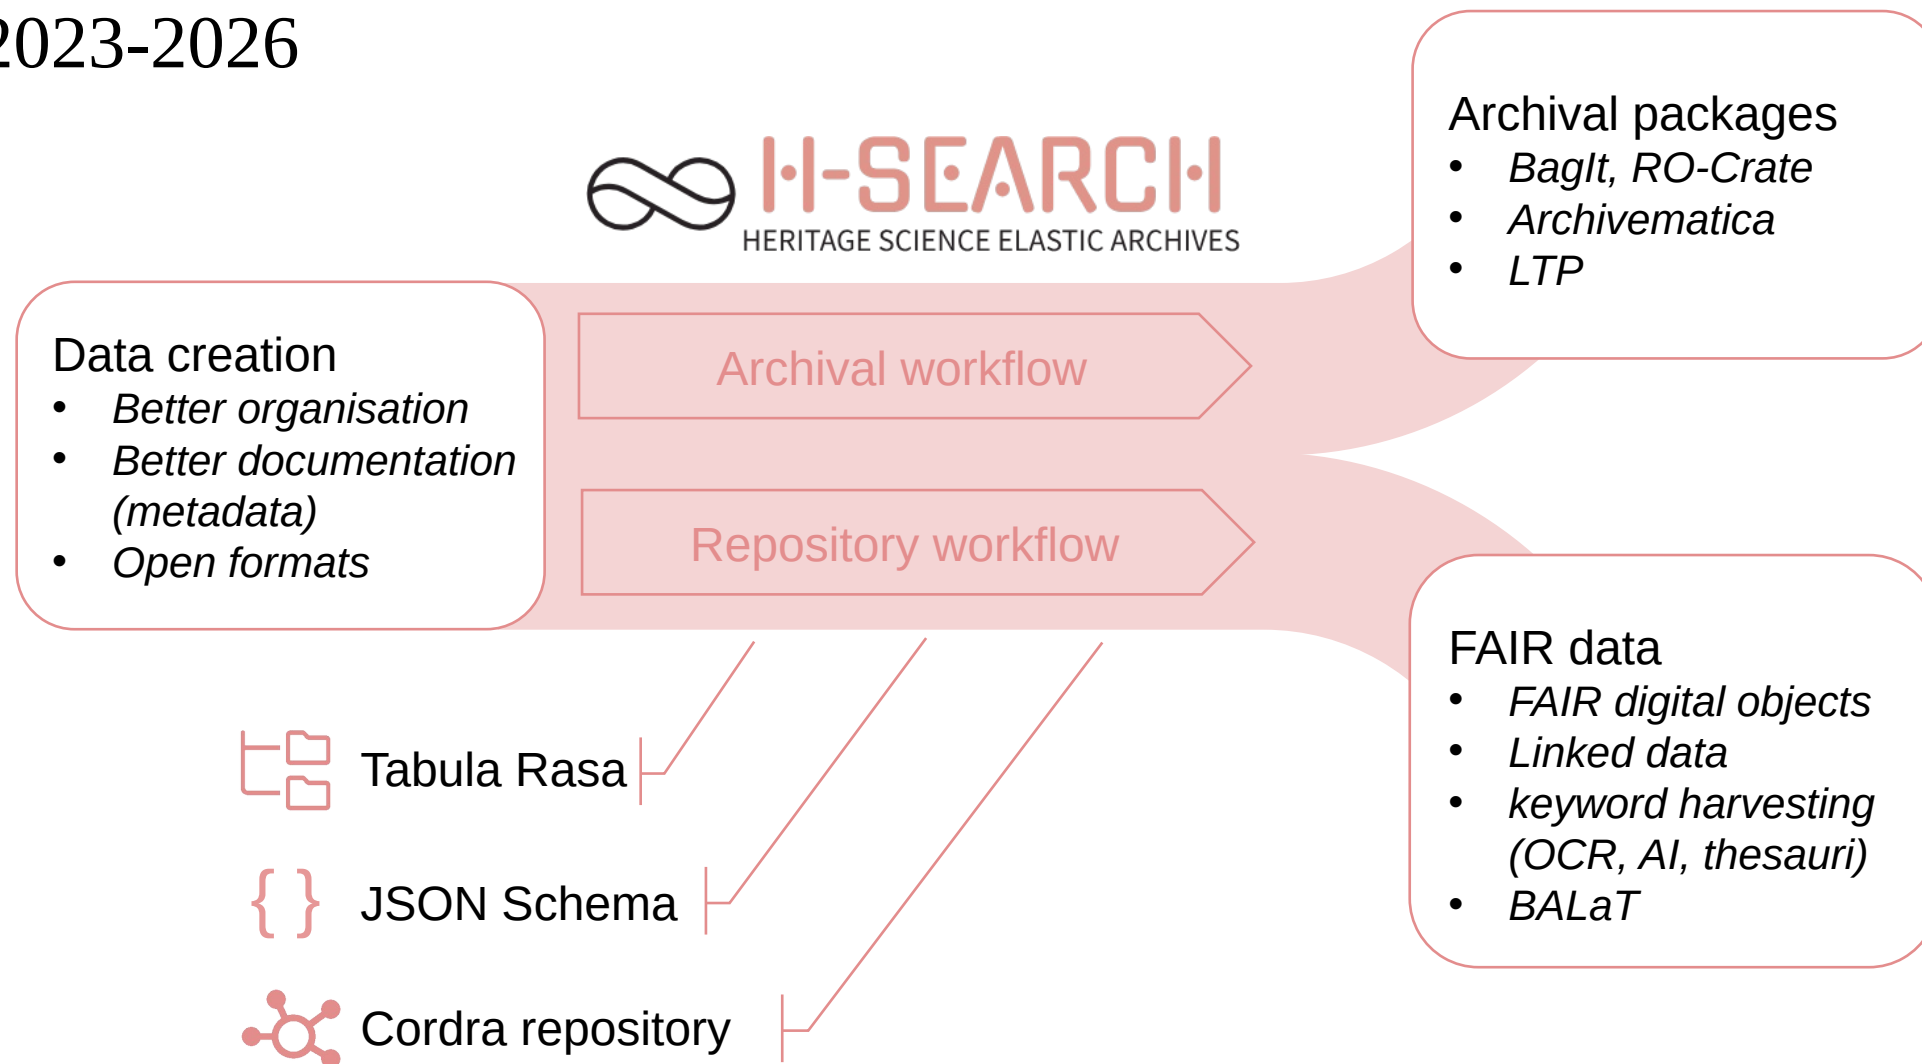 2023-2026
H-SEARCH
HERITAGE SCIENCE ELASTIC ARCHIVES
Data creation
• Better organisation
• Better documentation
(metadata)
• Open formats
Archival workflow
Repository workflow
Archival packages
• BagIt, RO-Crate
• Archivematica
• LTP
FAIR data
• FAIR digital objects
• Linked data
• keyword harvesting
(OCR, AI, thesauri)
• BALaT
Tabula Rasa
{ } JSON Schema
Cordra repository